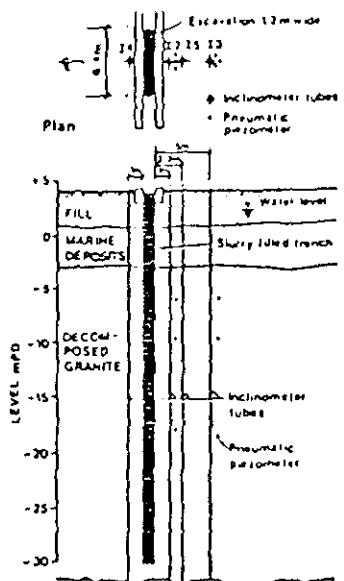 Excavation 1.2m wide
Plan
Inclinometer tubes
Pneumatic
piezometer
5m
+5
FILL
Water level
0
MARINE
DEPOSITS
Slurry filled trench
-5
DECOM-
POSED
GRANITE
-10
LEVEL mPD
-15
Inclinometer
tubes
-20
Pneumatic
piezometer
-25
-30